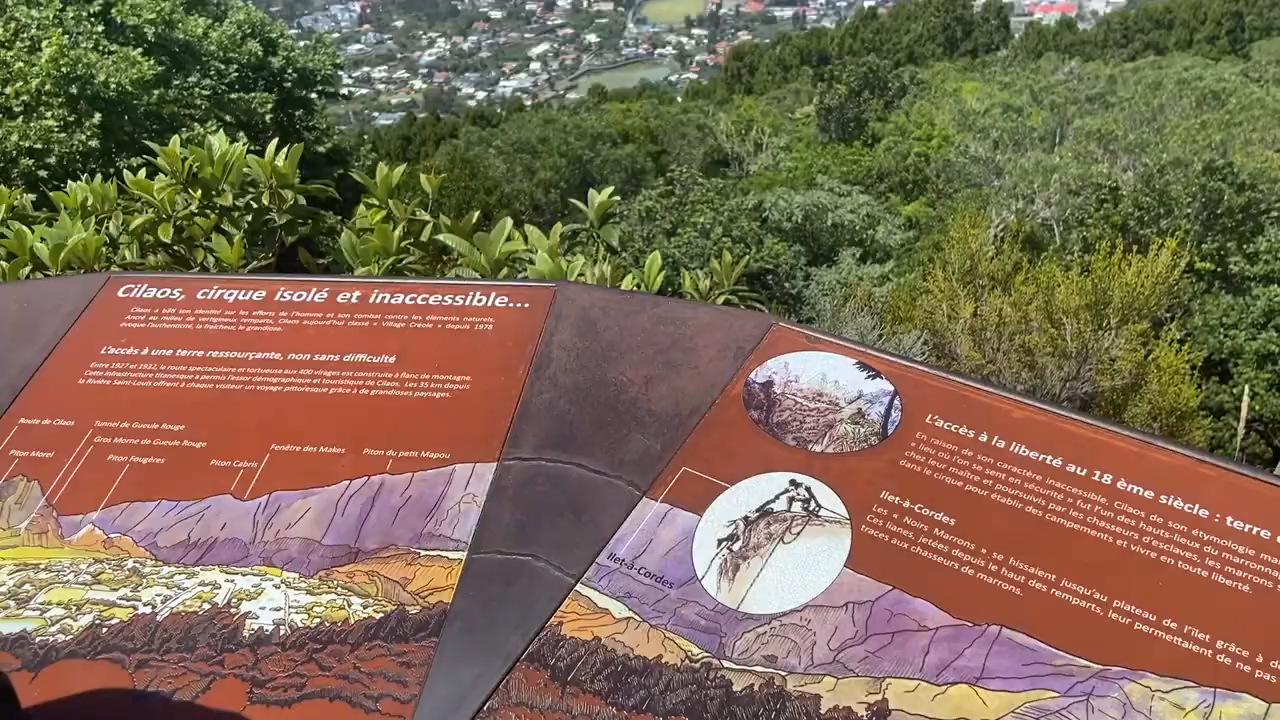 Cilaos, cirque isolé et inaccessible...
Cilaos a bâti son identité sur les efforts de l'homme et son combat contre les éléments naturels.
Ancré au milieu de vertigineux remparts, Cilaos aujourd'hui classé « Village Créole » depuis 1978
évoque l'authenticité, la fraîcheur, le grandiose.
L'accès à une terre ressourçante, non sans difficulté
Entre 1927 et 1932, la route spectaculaire et tortueuse aux 400 virages est construite à flanc de montagne.
Cette infrastructure titanesque a permis l'essor démographique et touristique de Cilaos. Les 35 km depuis
la Rivière Saint-Louis offrent à chaque visiteur un voyage pittoresque grâce à de grandioses paysages.
Route de Cilaos
Tunnel de Gueule Rouge
Gros Morne de Gueule Rouge
Piton Morel
Piton Fougères
Piton Cabris
Fenêtre des Makes
Piton du petit Mapou
L'accès à la liberté au 18 ème siècle : terre
En raison de son caractère inaccessible, Cilaos de son étymologie
« lieu où l'on se sent en sécurité » fut l'un des hauts-lieux du
chez leur maître et poursuivis par les chasseurs d'esclaves, les marrons
dans le cirque pour établir des campements et vivre en toute liberté.
Ilet-à-Cordes
Les « Noirs Marrons » se hissaient jusqu'au plateau de l'îlet grâce à
Ces lianes, jetées depuis le haut des remparts, leur permettaient de ne pas
traces aux chasseurs de marrons.
Ilet-à-Cordes